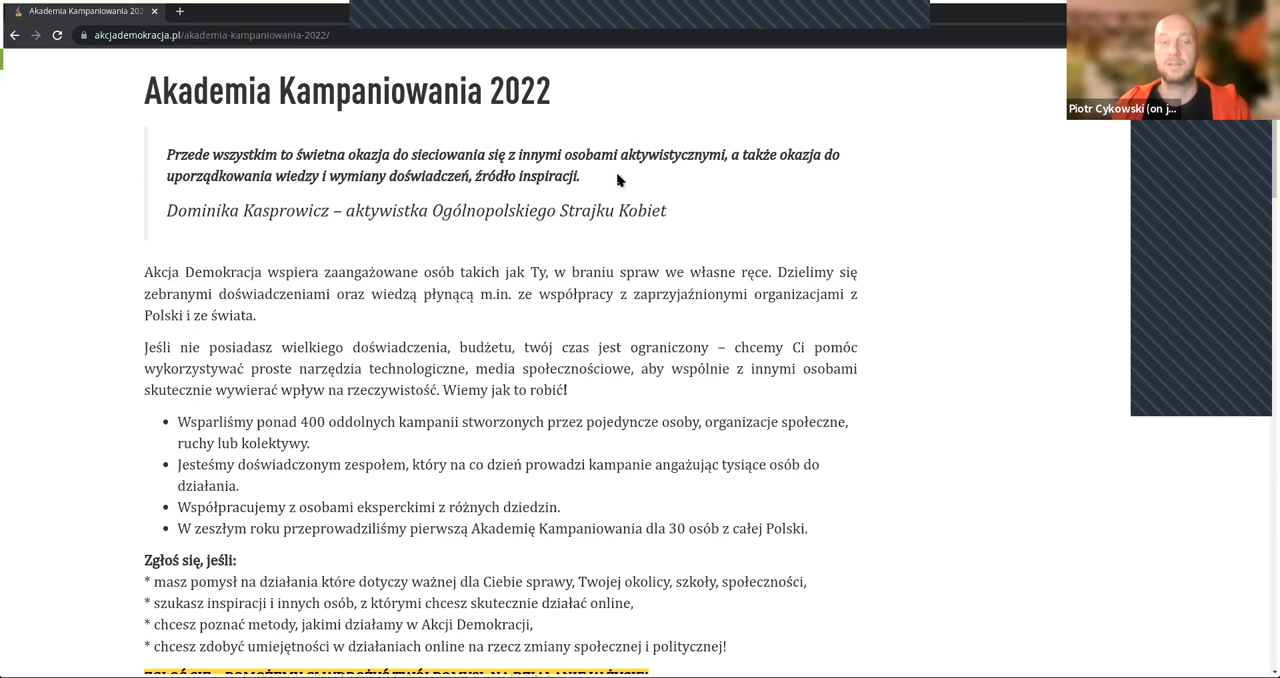 Akademia Kampaniowania 202
akcjademokracja.pl/akademia-kampaniowania-2022/
Piotr Cykowski (on j...
Akademia Kampaniowania 2022
Przede wszystkim to świetna okazja do sieciowania się z innymi osobami aktywistycznymi, a także okazja do
uporządkowania wiedzy i wymiany doświadczeń, źródło inspiracji.
Dominika Kasprowicz – aktywistka Ogólnopolskiego Strajku Kobiet
Akcja Demokracja wspiera zaangażowane osób takich jak Ty, w braniu spraw we własne ręce. Dzielimy się
zebranymi doświadczeniami oraz wiedzą płynącą m.in. ze współpracy z zaprzyjaźnionymi organizacjami z
Polski i ze świata.
Jeśli nie posiadasz wielkiego doświadczenia, budżetu, twój czas jest ograniczony – chcemy Ci pomóc
wykorzystywać proste narzędzia technologiczne, media społecznościowe, aby wspólnie z innymi osobami
skutecznie wywierać wpływ na rzeczywistość. Wiemy jak to robić!
• Wsparliśmy ponad 400 oddolnych kampanii stworzonych przez pojedyncze osoby, organizacje społeczne,
ruchy lub kolektywy.
• Jesteśmy doświadczonym zespołem, który na co dzień prowadzi kampanie angażując tysiące osób do
działania.
• Współpracujemy z osobami eksperckimi z różnych dziedzin.
• W zeszłym roku przeprowadziliśmy pierwszą Akademię Kampaniowania dla 30 osób z całej Polski.
Zgłoś się, jeśli:
* masz pomysł na działania które dotyczy ważnej dla Ciebie sprawy, Twojej okolicy, szkoły, społeczności,
* szukasz inspiracji i innych osób, z którymi chcesz skutecznie działać online,
* chcesz poznać metody, jakimi działamy w Akcji Demokracji,
* chcesz zdobyć umiejętności w działaniach online na rzecz zmiany społecznej i politycznej!